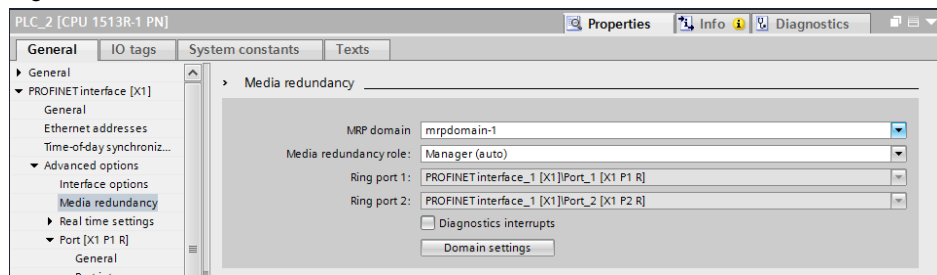 PLC_2 [CPU 1513R-1 PN]
Properties
Info
Diagnostics
General
IO tags
System constants
Texts
General
PROFINET interface [X1]
General
Ethernet addresses
Time-of-day synchroniz...
Advanced options
Interface options
Media redundancy
Real time settings
Port [X1 P1 R]
General
Media redundancy
MRP domain mrpdomain-1
Media redundancy role: Manager (auto)
Ring port 1: PROFINET interface_1 [X1]\Port_1 [X1 P1 R]
Ring port 2: PROFINET interface_1 [X1]\Port_2 [X1 P2 R]
Diagnostics interrupts
Domain settings